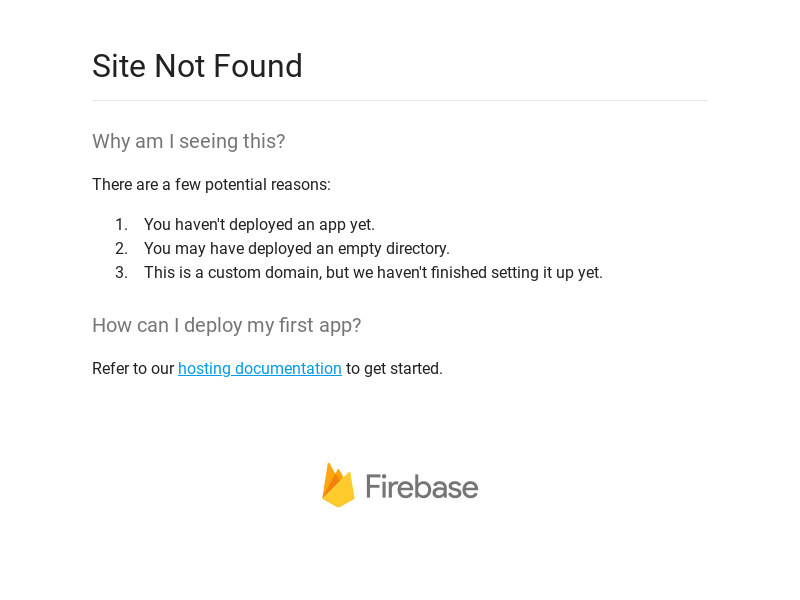 Site Not Found
Why am I seeing this?
There are a few potential reasons:
1. You haven't deployed an app yet.
2. You may have deployed an empty directory.
3. This is a custom domain, but we haven't finished setting it up yet.
How can I deploy my first app?
Refer to our hosting documentation to get started.
Firebase